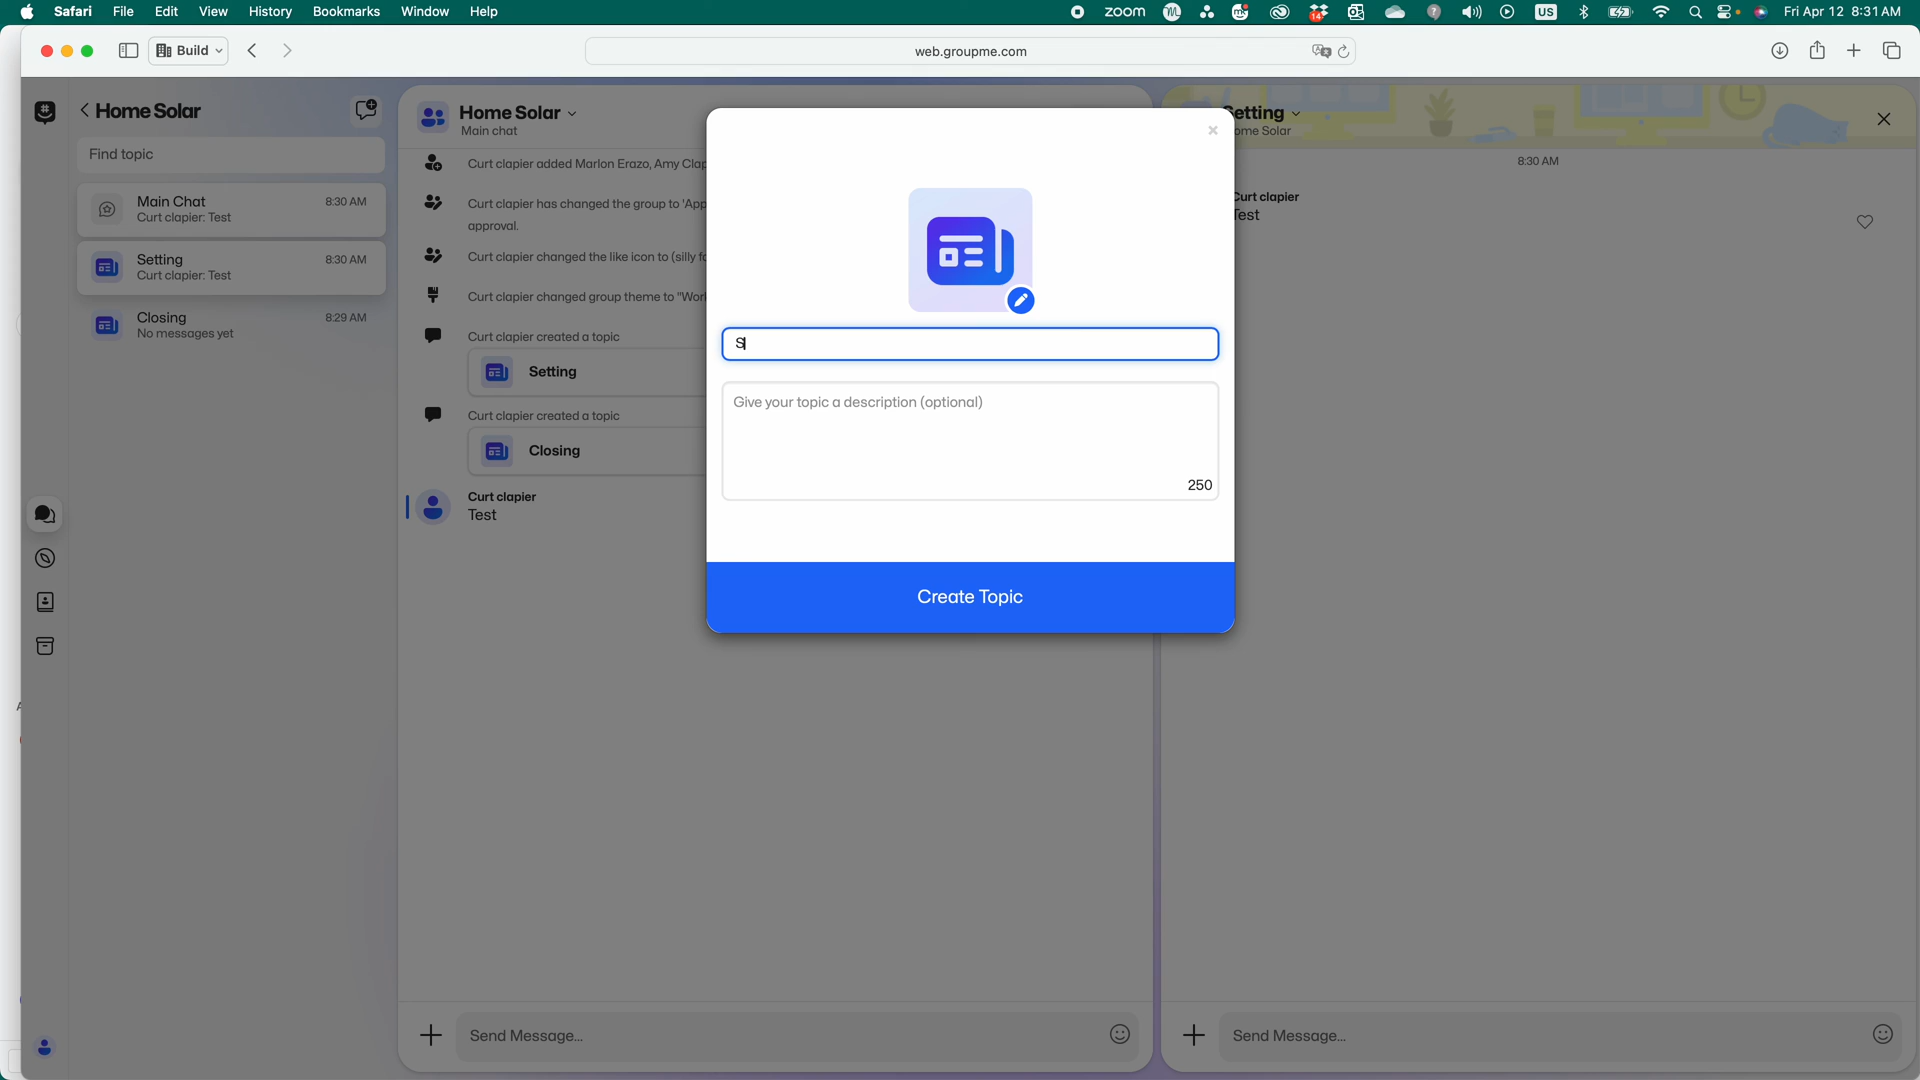 Safari File Edit View History Bookmarks Window Help
zoom
14
US
Fri Apr 12 8:31 AM
Build
web.groupme.com
Home Solar
Find topic
Main Chat 8:30 AM
Curt clapier: Test
Setting 8:30 AM
Curt clapier: Test
Closing 8:29 AM
No messages yet
Home Solar
Main chat
Curt clapier added Marlon Erazo, Amy Clap
Curt clapier has changed the group to 'App
approval.
Curt clapier changed the like icon to (silly fa
Curt clapier changed group theme to "Wor
Curt clapier created a topic
Setting
Curt clapier created a topic
Closing
Curt clapier
Test
Send Message...
S
Give your topic a description (optional)
250
Create Topic
etting
ome Solar
8:30 AM
Curt clapier
Test
Send Message...